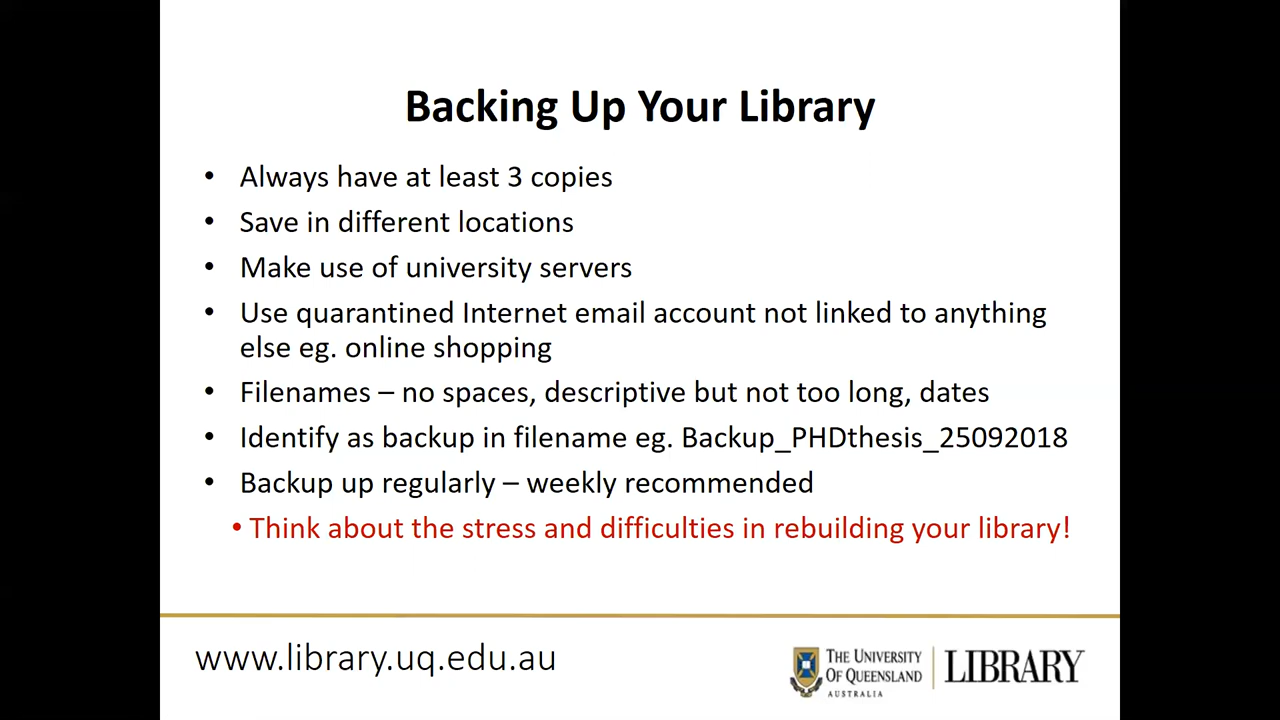 Backing Up Your Library
• Always have at least 3 copies
• Save in different locations
• Make use of university servers
• Use quarantined Internet email account not linked to anything
else eg. online shopping
• Filenames – no spaces, descriptive but not too long, dates
• Identify as backup in filename eg. Backup_PHDthesis_25092018
• Backup up regularly – weekly recommended
• Think about the stress and difficulties in rebuilding your library!
www.library.uq.edu.au
THE UNIVERSITY
OF QUEENSLAND
AUSTRALIA
LIBRARY